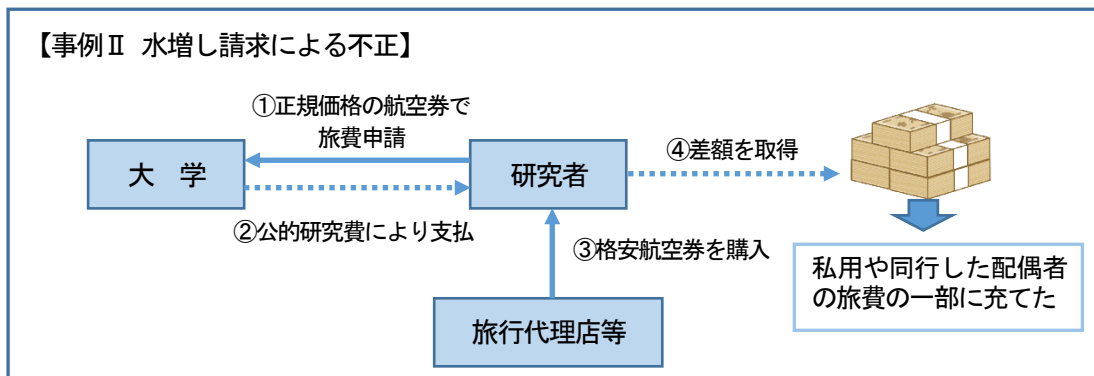 【事例Ⅱ 水増し請求による不正】
①正規価格の航空券で
旅費申請
大 学
研究者
④差額を取得
②公的研究費により支払
③格安航空券を購入
旅行代理店等
私用や同行した配偶者
の旅費の一部に充てた